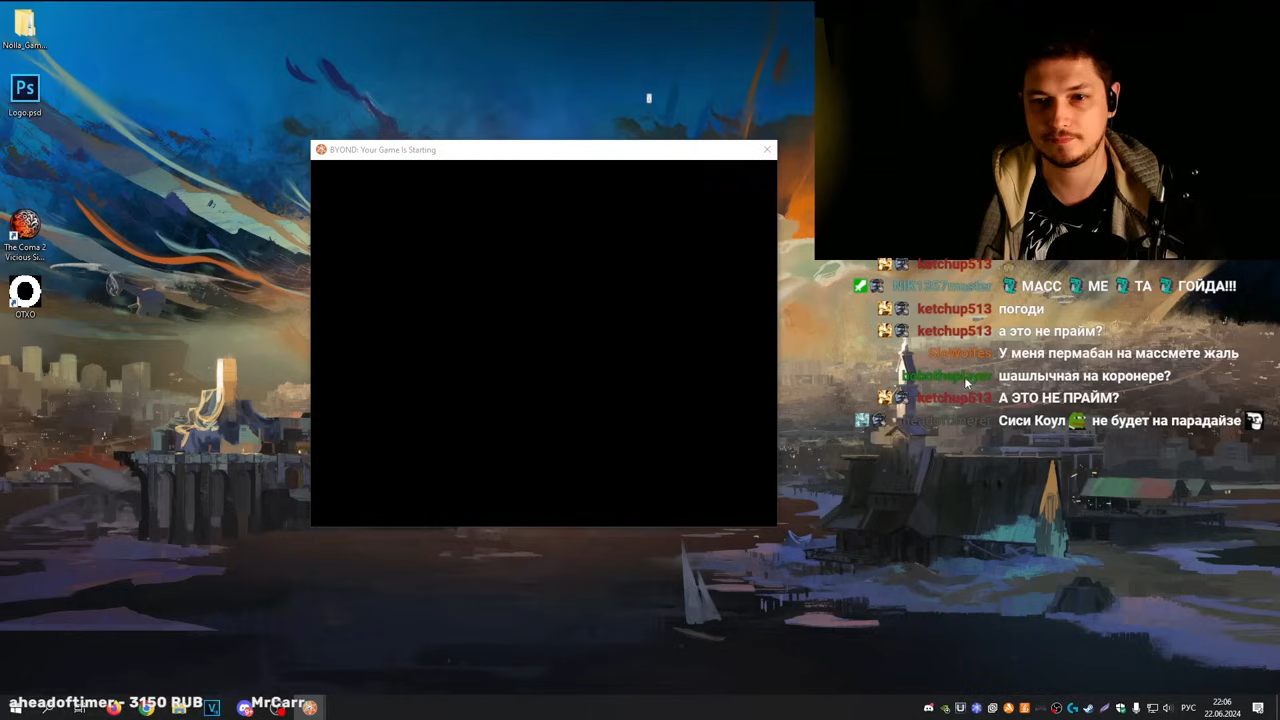 Nolla_Gam...
Ps
Logo.psd
The Coma 2
Vicious Si...
OTXO
BYOND: Your Game Is Starting
ketchup513
NIK1357master МАСС МЕ ТА ГОЙДА!!!
ketchup513 погоди
ketchup513 а это не прайм?
У меня пермабан на массмете жаль
шашлычная на коронере?
ketchup513 А ЭТО НЕ ПРАЙМ?
Сиси Коул не будет на парадайзе
aheadoftimer - 3150 RUB
MrCarr
РУС
22:06
22.06.2024